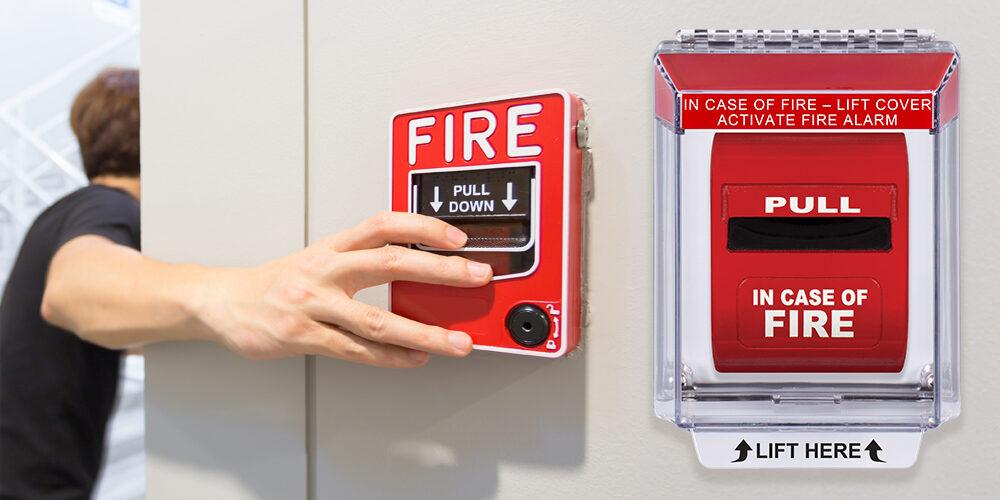 FIRE
PULL
DOWN
IN CASE OF FIRE – LIFT COVER
ACTIVATE FIRE ALARM
PULL
IN CASE OF
FIRE
LIFT HERE